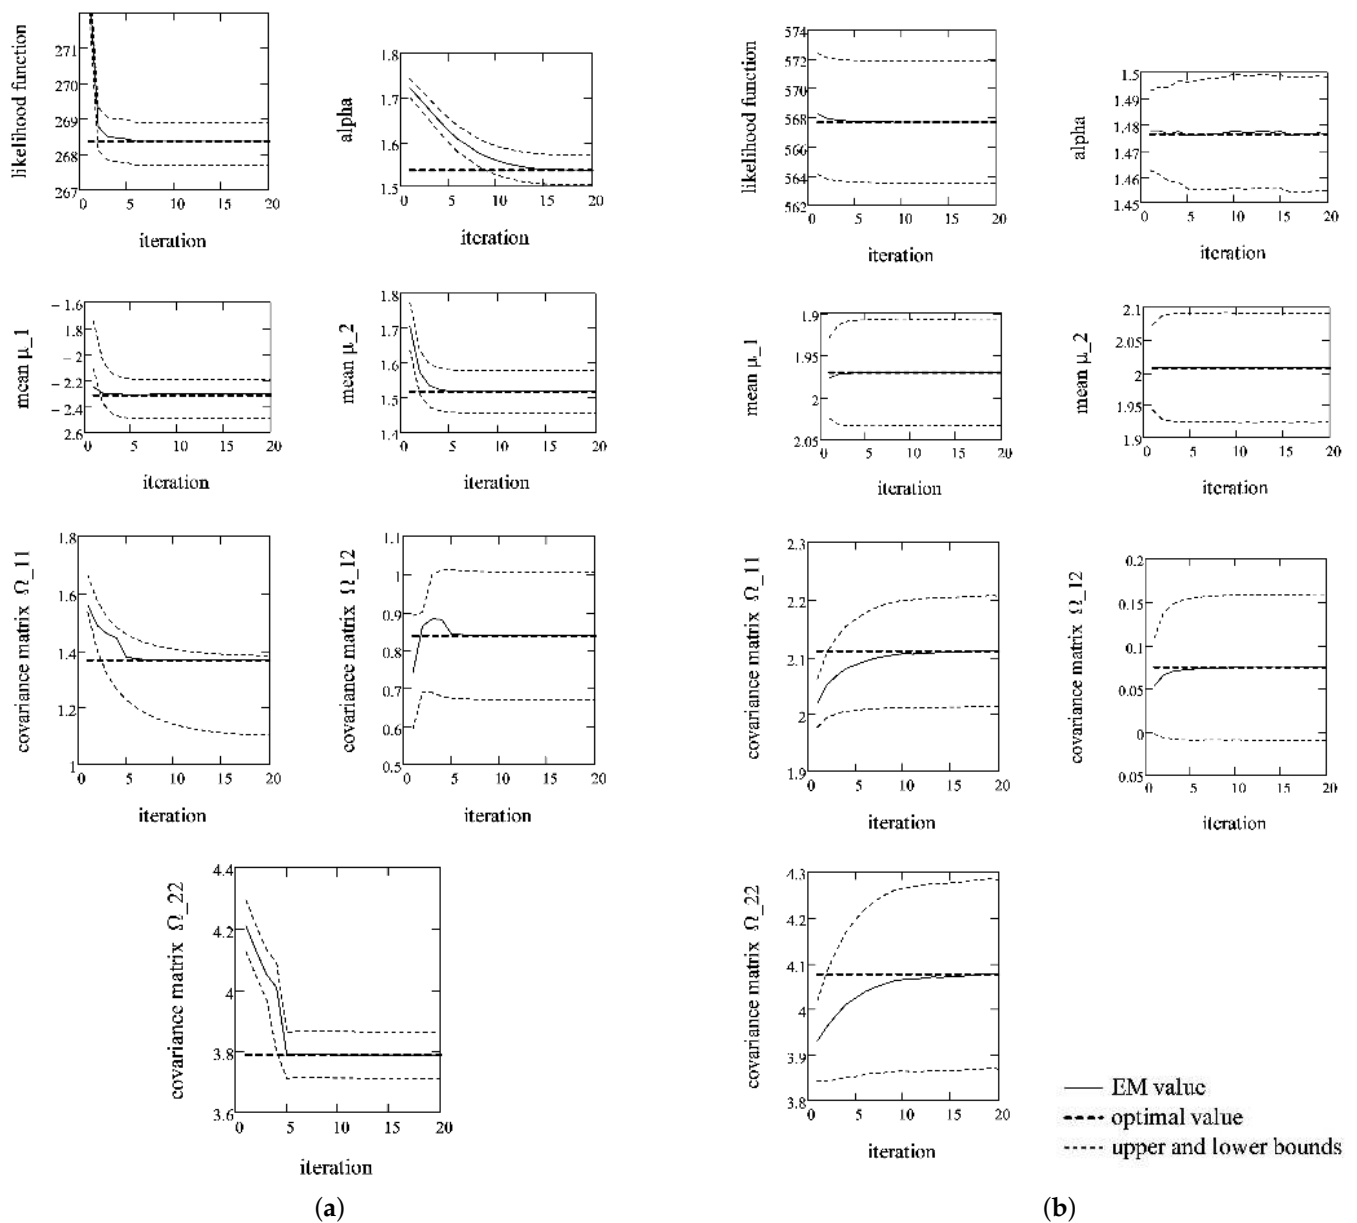 likelihood function
271
270
269
268
267
0 5 10 15 20
iteration
alpha
1.8
1.7
1.6
1.5
0 5 10 15 20
iteration
mean μ_1
− 1.6
− 1.8
− 2
− 2.2
− 2.4
2.6
0 5 10 15 20
iteration
mean μ_2
1.8
1.7
1.6
1.5
1.4
0 5 10 15 20
iteration
covariance matrix Ω_11
1.8
1.6
1.4
1.2
1
0 5 10 15 20
iteration
covariance matrix Ω_12
1.1
1
0.9
0.8
0.7
0.6
0.5
0 5 10 15 20
iteration
covariance matrix Ω_22
4.4
4.2
4
3.8
3.6
0 5 10 15 20
iteration
(a)
likelihood function
574
572
570
568
566
564
562
0 5 10 15 20
iteration
alpha
1.5
1.49
1.48
1.47
1.46
1.45
0 5 10 15 20
iteration
mean μ_1
1.9
1.95
2
2.05
0 5 10 15 20
iteration
mean μ_2
2.1
2.05
2
1.95
1.9
0 5 10 15 20
iteration
covariance matrix Ω_11
2.3
2.2
2.1
2
1.9
0 5 10 15 20
iteration
covariance matrix Ω_12
0.2
0.15
0.1
0.05
0
0.05
0 5 10 15 20
iteration
covariance matrix Ω_22
4.3
4.2
4.1
4
3.9
3.8
0 5 10 15 20
iteration
EM value
optimal value
upper and lower bounds
(b)